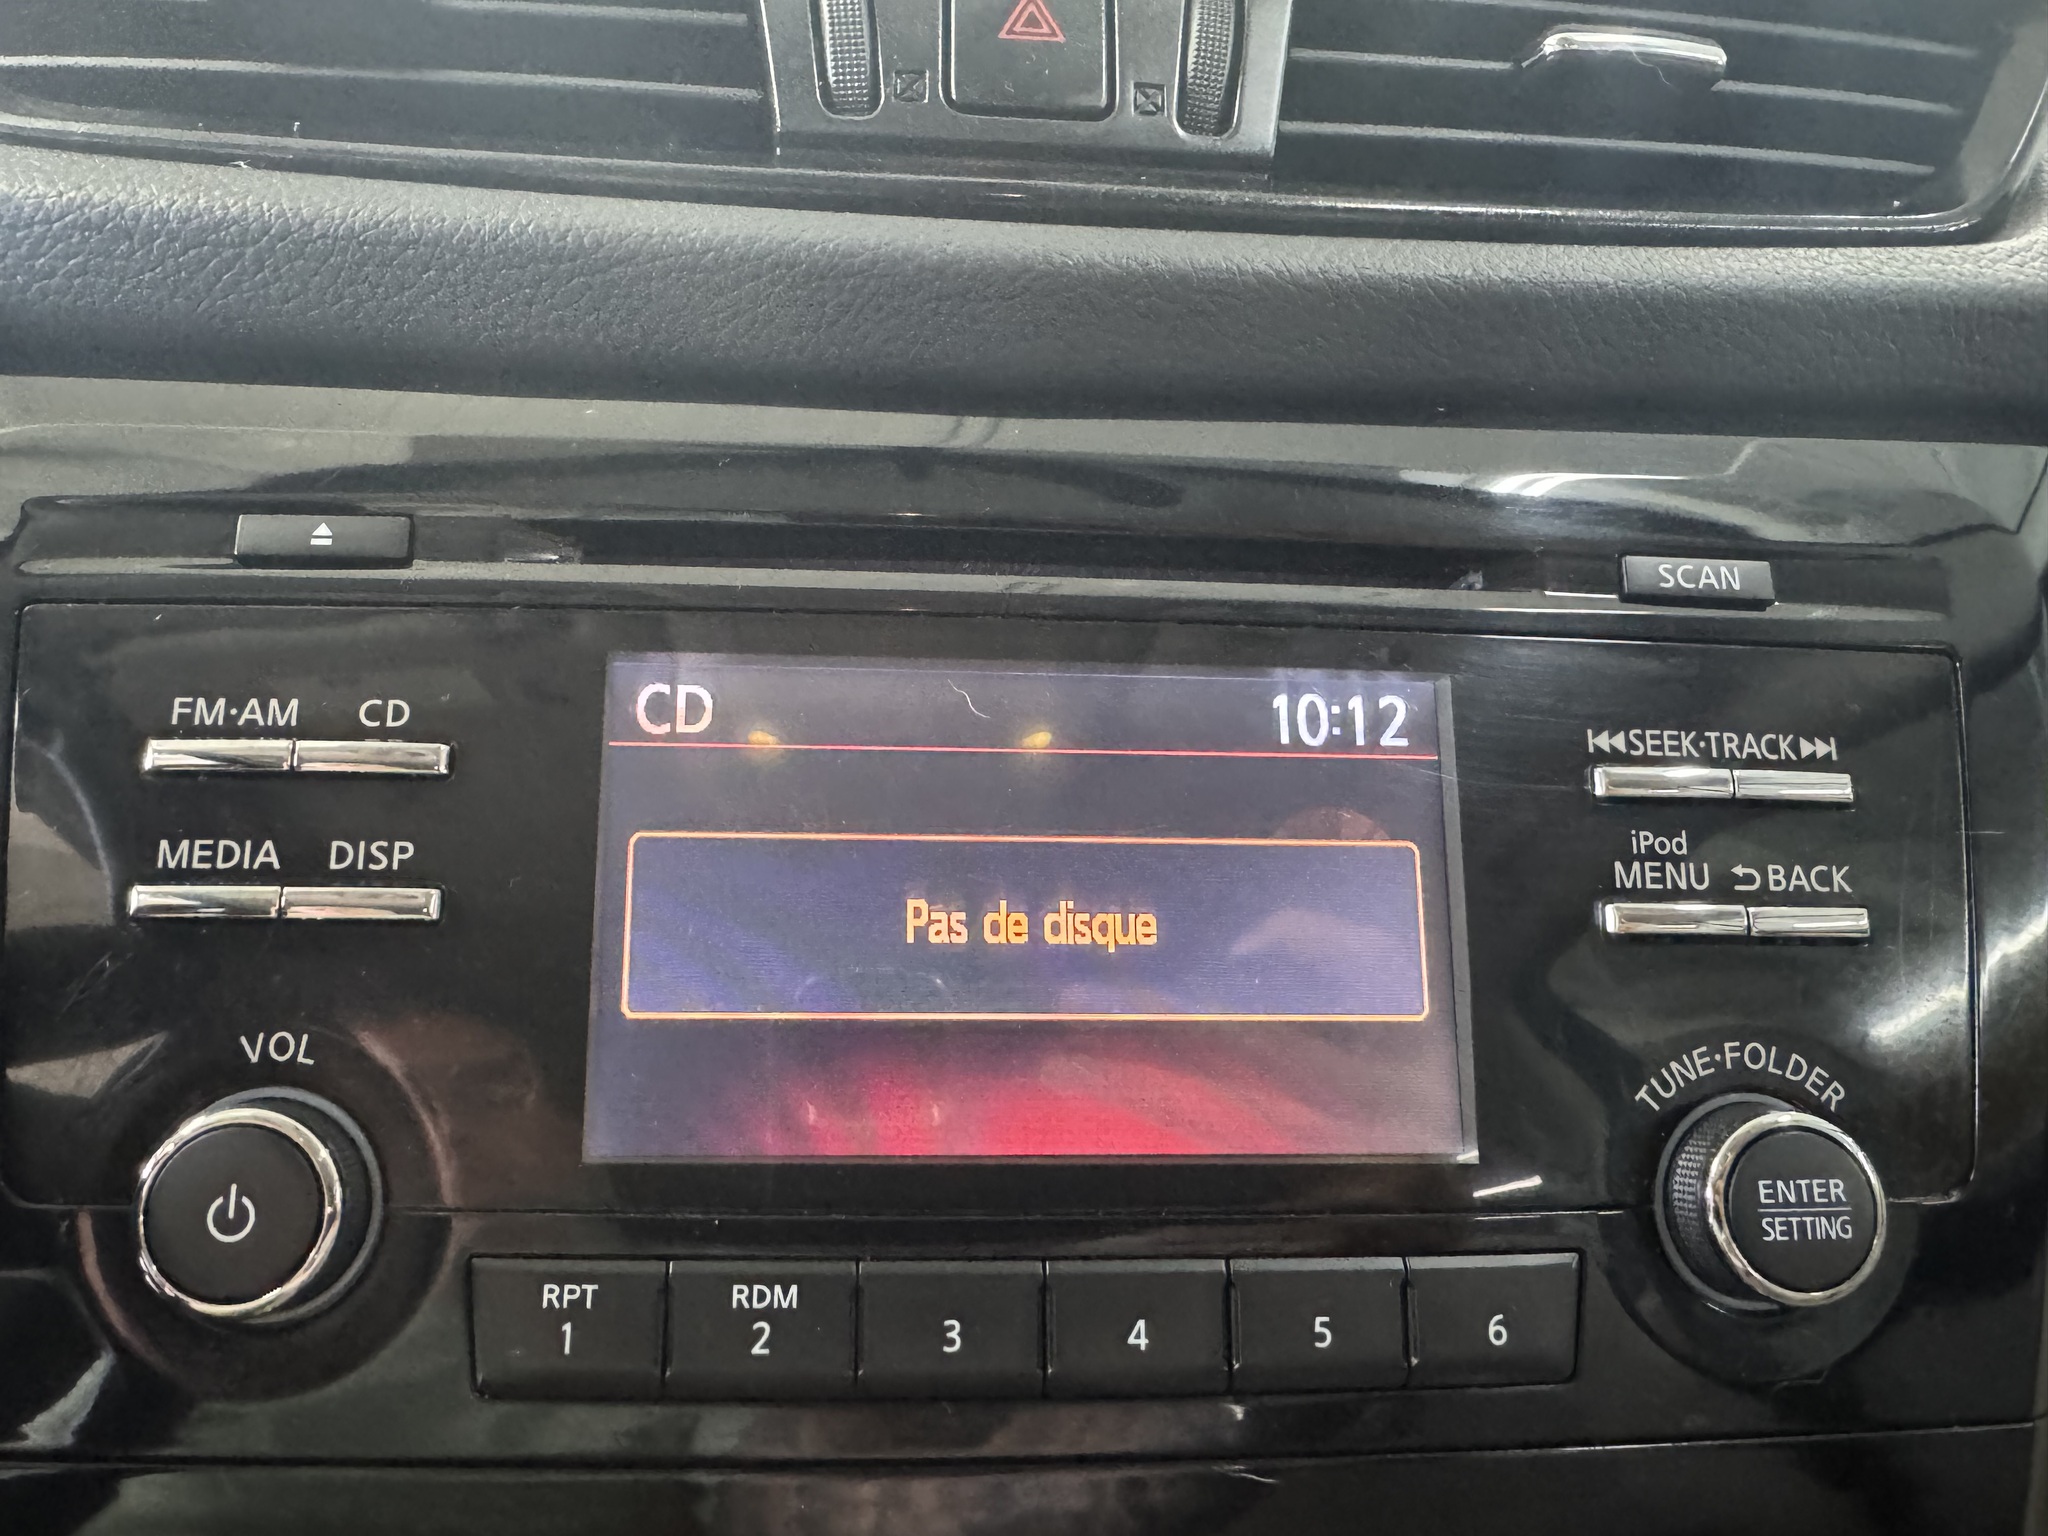 SCAN
FM·AM CD
CD 10:12
SEEK·TRACK
iPod
MENU BACK
MEDIA DISP
Pas de disque
VOL
TUNE·FOLDER
ENTER
SETTING
RPT RDM
1 2 3 4 5 6